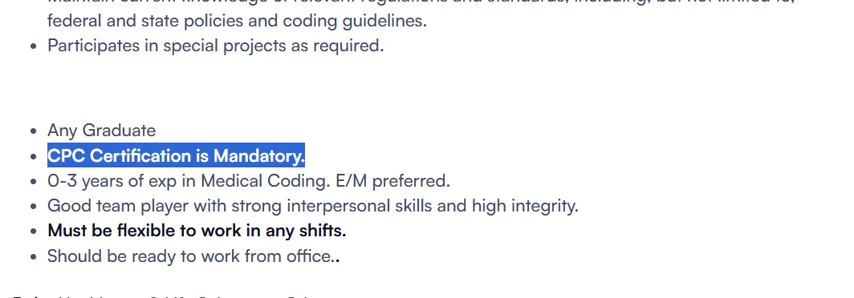 federal and state policies and coding guidelines.
• Participates in special projects as required.
• Any Graduate
• CPC Certification is Mandatory.
• 0-3 years of exp in Medical Coding. E/M preferred.
• Good team player with strong interpersonal skills and high integrity.
• Must be flexible to work in any shifts.
• Should be ready to work from office..